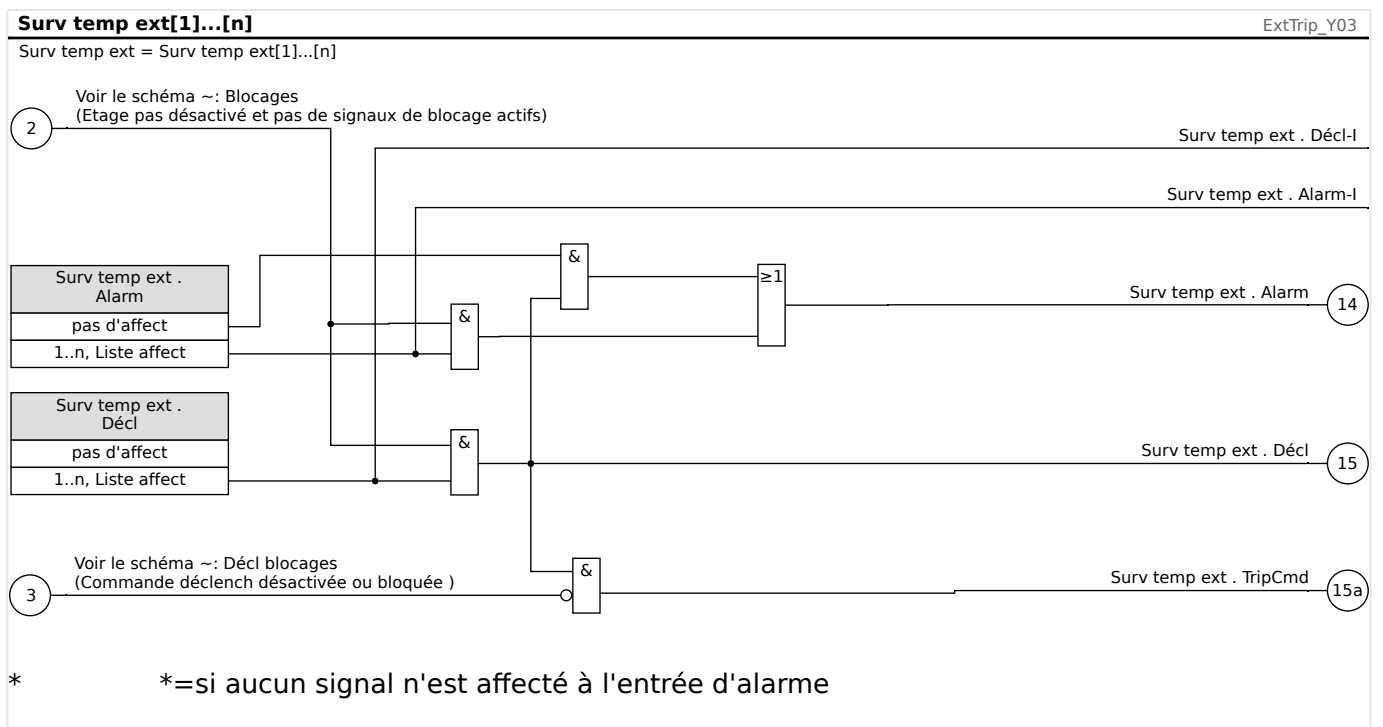 Surv temp ext[1]...[n]
ExtTrip_Y03
Surv temp ext = Surv temp ext[1]...[n]
Voir le schéma ~: Blocages
(Etage pas désactivé et pas de signaux de blocage actifs)
2
Surv temp ext . Décl-I
Surv temp ext . Alarm-I
&
Surv temp ext .
Alarm
≥1
Surv temp ext . Alarm
14
pas d'affect
&
1..n, Liste affect
Surv temp ext .
Décl
&
pas d'affect
Surv temp ext . Décl
15
1..n, Liste affect
Voir le schéma ~: Décl blocages
(Commande déclench désactivée ou bloquée )
3
&
Surv temp ext . TripCmd
15a
* *=si aucun signal n'est affecté à l'entrée d'alarme